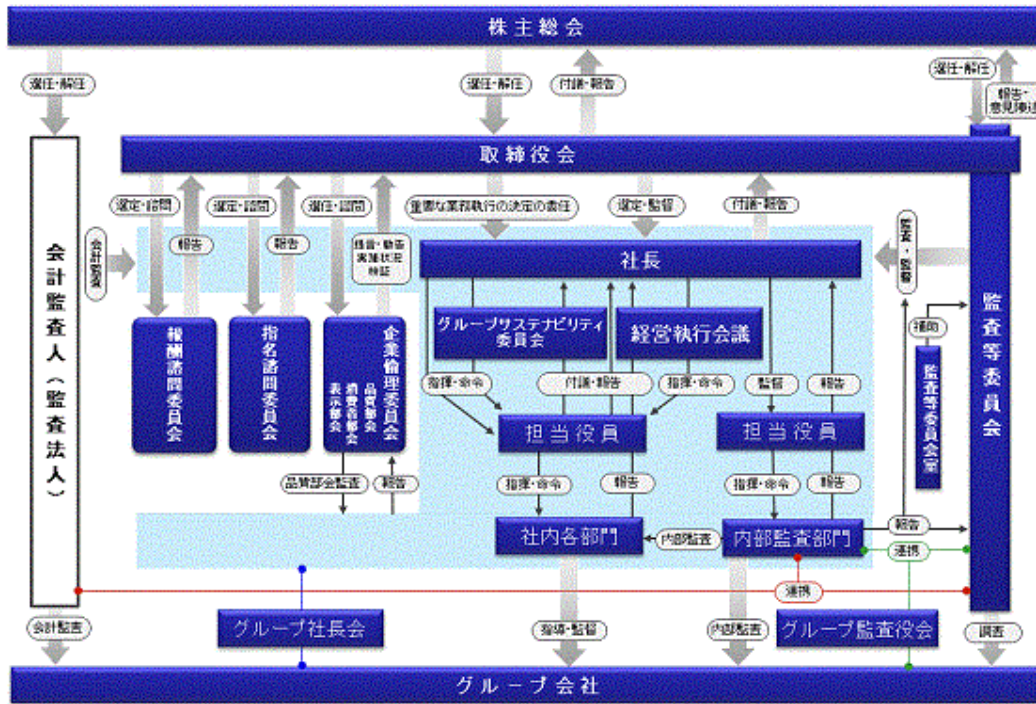 株主総会
選任・解任
選任・解任
付議・報告
選任・解任
報告・
意見陳述
取締役会
選定・諮問
報告
選定・諮問
報告
選任・諮問
提言・勧告
実施状況
検証
重要な業務執行の決定の委任
選定・監督
付議・報告
会計監査
監査・監督
社長
会計監査人(監査法人)
報酬諮問委員会
指名諮問委員会
企業倫理委員会
品質部会
消費者部会
表示部会
グループサステナビリティ
委員会
経営執行会議
補助
監査等委員会室
監査等委員会
指揮・命令
付議・報告
指揮・命令
監督
報告
担当役員
担当役員
品質部会監査
報告
指揮・命令
報告
指揮・命令
報告
社内各部門
内部監査
内部監査部門
報告
連携
連携
会計監査
グループ社長会
指導・監督
内部監査
グループ監査役会
調査
グループ会社